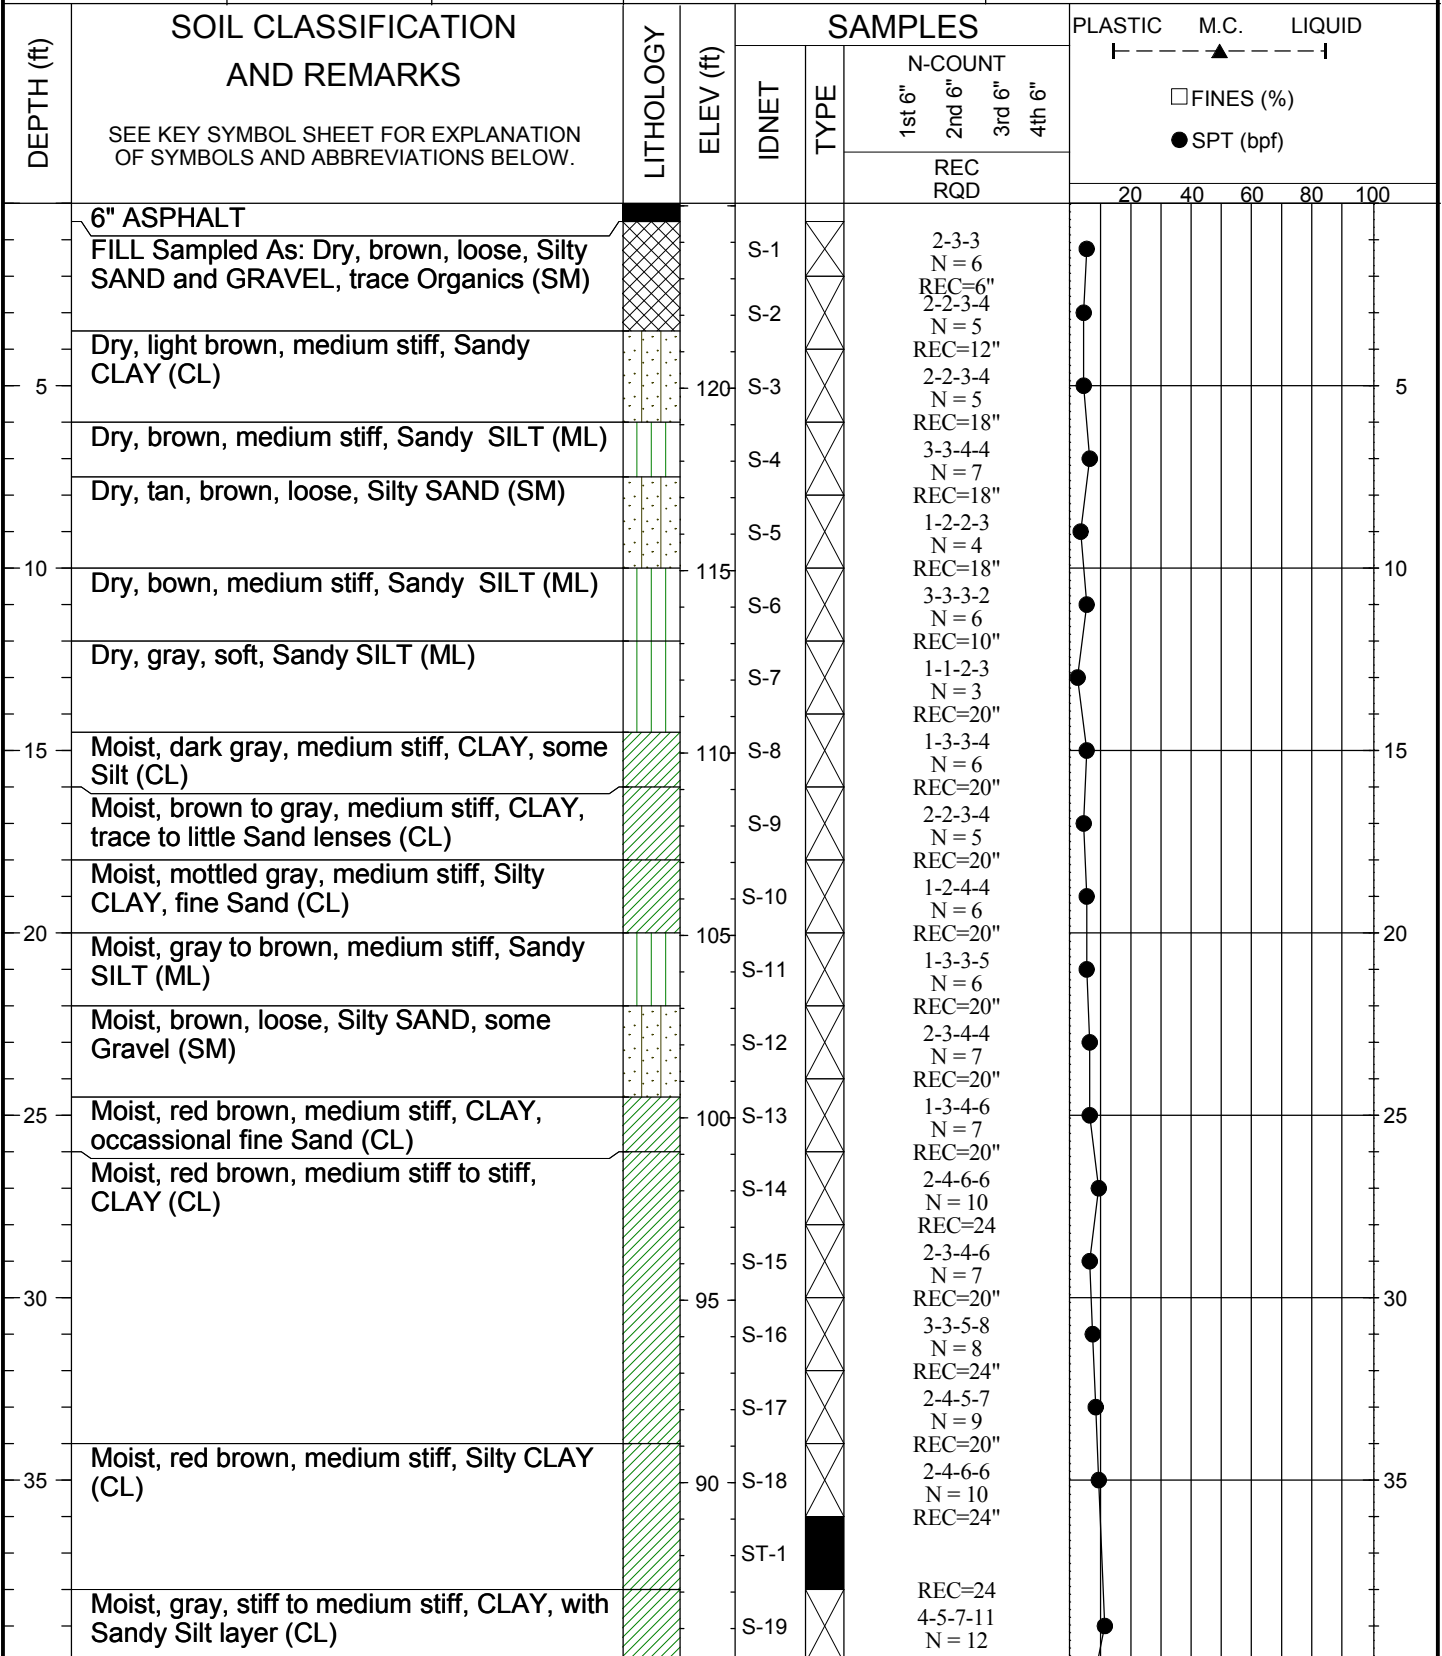 DEPTH (ft)
SOIL CLASSIFICATION
AND REMARKS
SEE KEY SYMBOL SHEET FOR EXPLANATION
OF SYMBOLS AND ABBREVIATIONS BELOW.
LITHOLOGY
ELEV (ft)
SAMPLES
IDNET
TYPE
N-COUNT
1st 6"
2nd 6"
3rd 6"
4th 6"
REC
RQD
PLASTIC M.C. LIQUID
FINES (%)
SPT (bpf)
20 40 60 80 100
6" ASPHALT
FILL Sampled As: Dry, brown, loose, Silty
SAND and GRAVEL, trace Organics (SM)
S-1
2-3-3
N = 6
REC=6"
S-2
2-2-3-4
N = 5
REC=12"
Dry, light brown, medium stiff, Sandy
CLAY (CL)
5
120
S-3
2-2-3-4
N = 5
REC=18"
5
Dry, brown, medium stiff, Sandy SILT (ML)
S-4
3-3-4-4
N = 7
REC=18"
Dry, tan, brown, loose, Silty SAND (SM)
S-5
1-2-2-3
N = 4
REC=18"
10
115
10
Dry, bown, medium stiff, Sandy SILT (ML)
S-6
3-3-3-2
N = 6
REC=10"
Dry, gray, soft, Sandy SILT (ML)
S-7
1-1-2-3
N = 3
REC=20"
Moist, dark gray, medium stiff, CLAY, some
Silt (CL)
15
110
S-8
1-3-3-4
N = 6
REC=20"
15
Moist, brown to gray, medium stiff, CLAY,
trace to little Sand lenses (CL)
S-9
2-2-3-4
N = 5
REC=20"
Moist, mottled gray, medium stiff, Silty
CLAY, fine Sand (CL)
S-10
1-2-4-4
N = 6
REC=20"
20
105
20
Moist, gray to brown, medium stiff, Sandy
SILT (ML)
S-11
1-3-3-5
N = 6
REC=20"
Moist, brown, loose, Silty SAND, some
Gravel (SM)
S-12
2-3-4-4
N = 7
REC=20"
Moist, red brown, medium stiff, CLAY,
occassional fine Sand (CL)
25
100
S-13
1-3-4-6
N = 7
REC=20"
25
Moist, red brown, medium stiff to stiff,
CLAY (CL)
S-14
2-4-6-6
N = 10
REC=24
S-15
2-3-4-6
N = 7
REC=20"
30
95
30
S-16
3-3-5-8
N = 8
REC=24"
S-17
2-4-5-7
N = 9
REC=20"
Moist, red brown, medium stiff, Silty CLAY
(CL)
35
90
S-18
2-4-6-6
N = 10
REC=24"
35
ST-1
REC=24
Moist, gray, stiff to medium stiff, CLAY, with
Sandy Silt layer (CL)
S-19
4-5-7-11
N = 12